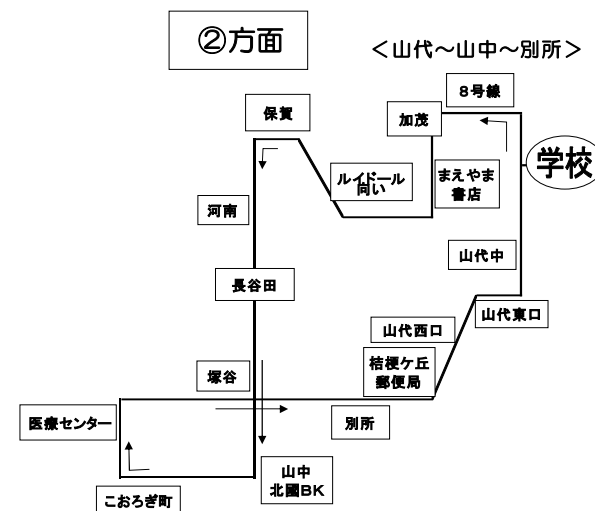 ②方面
＜山代～山中～別所＞
8号線
保賀
加茂
学校
ルイドール
向い
まえやま
書店
河南
山代中
長谷田
山代東口
山代西口
桔梗ケ丘
郵便局
塚谷
医療センター
別所
山中
北國BK
こおろぎ町